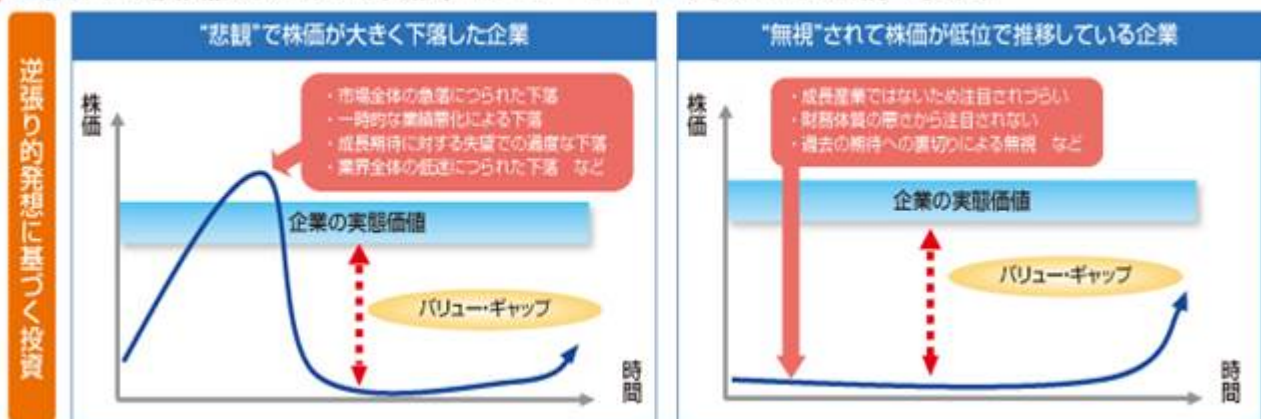 逆張り的発想に基づく投資
“悲観”で株価が大きく下落した企業
株価
・市場全体の急落につられた下落
・一時的な業績悪化による下落
・成長期待に対する失望での過度な下落
・業界全体の低迷につられた下落　など
企業の実態価値
バリュー・ギャップ
時間
“無視”されて株価が低位で推移している企業
株価
・成長産業ではないため注目されづらい
・財務体質の悪さから注目されない
・過去の期待への裏切りによる無視　など
企業の実態価値
バリュー・ギャップ
時間